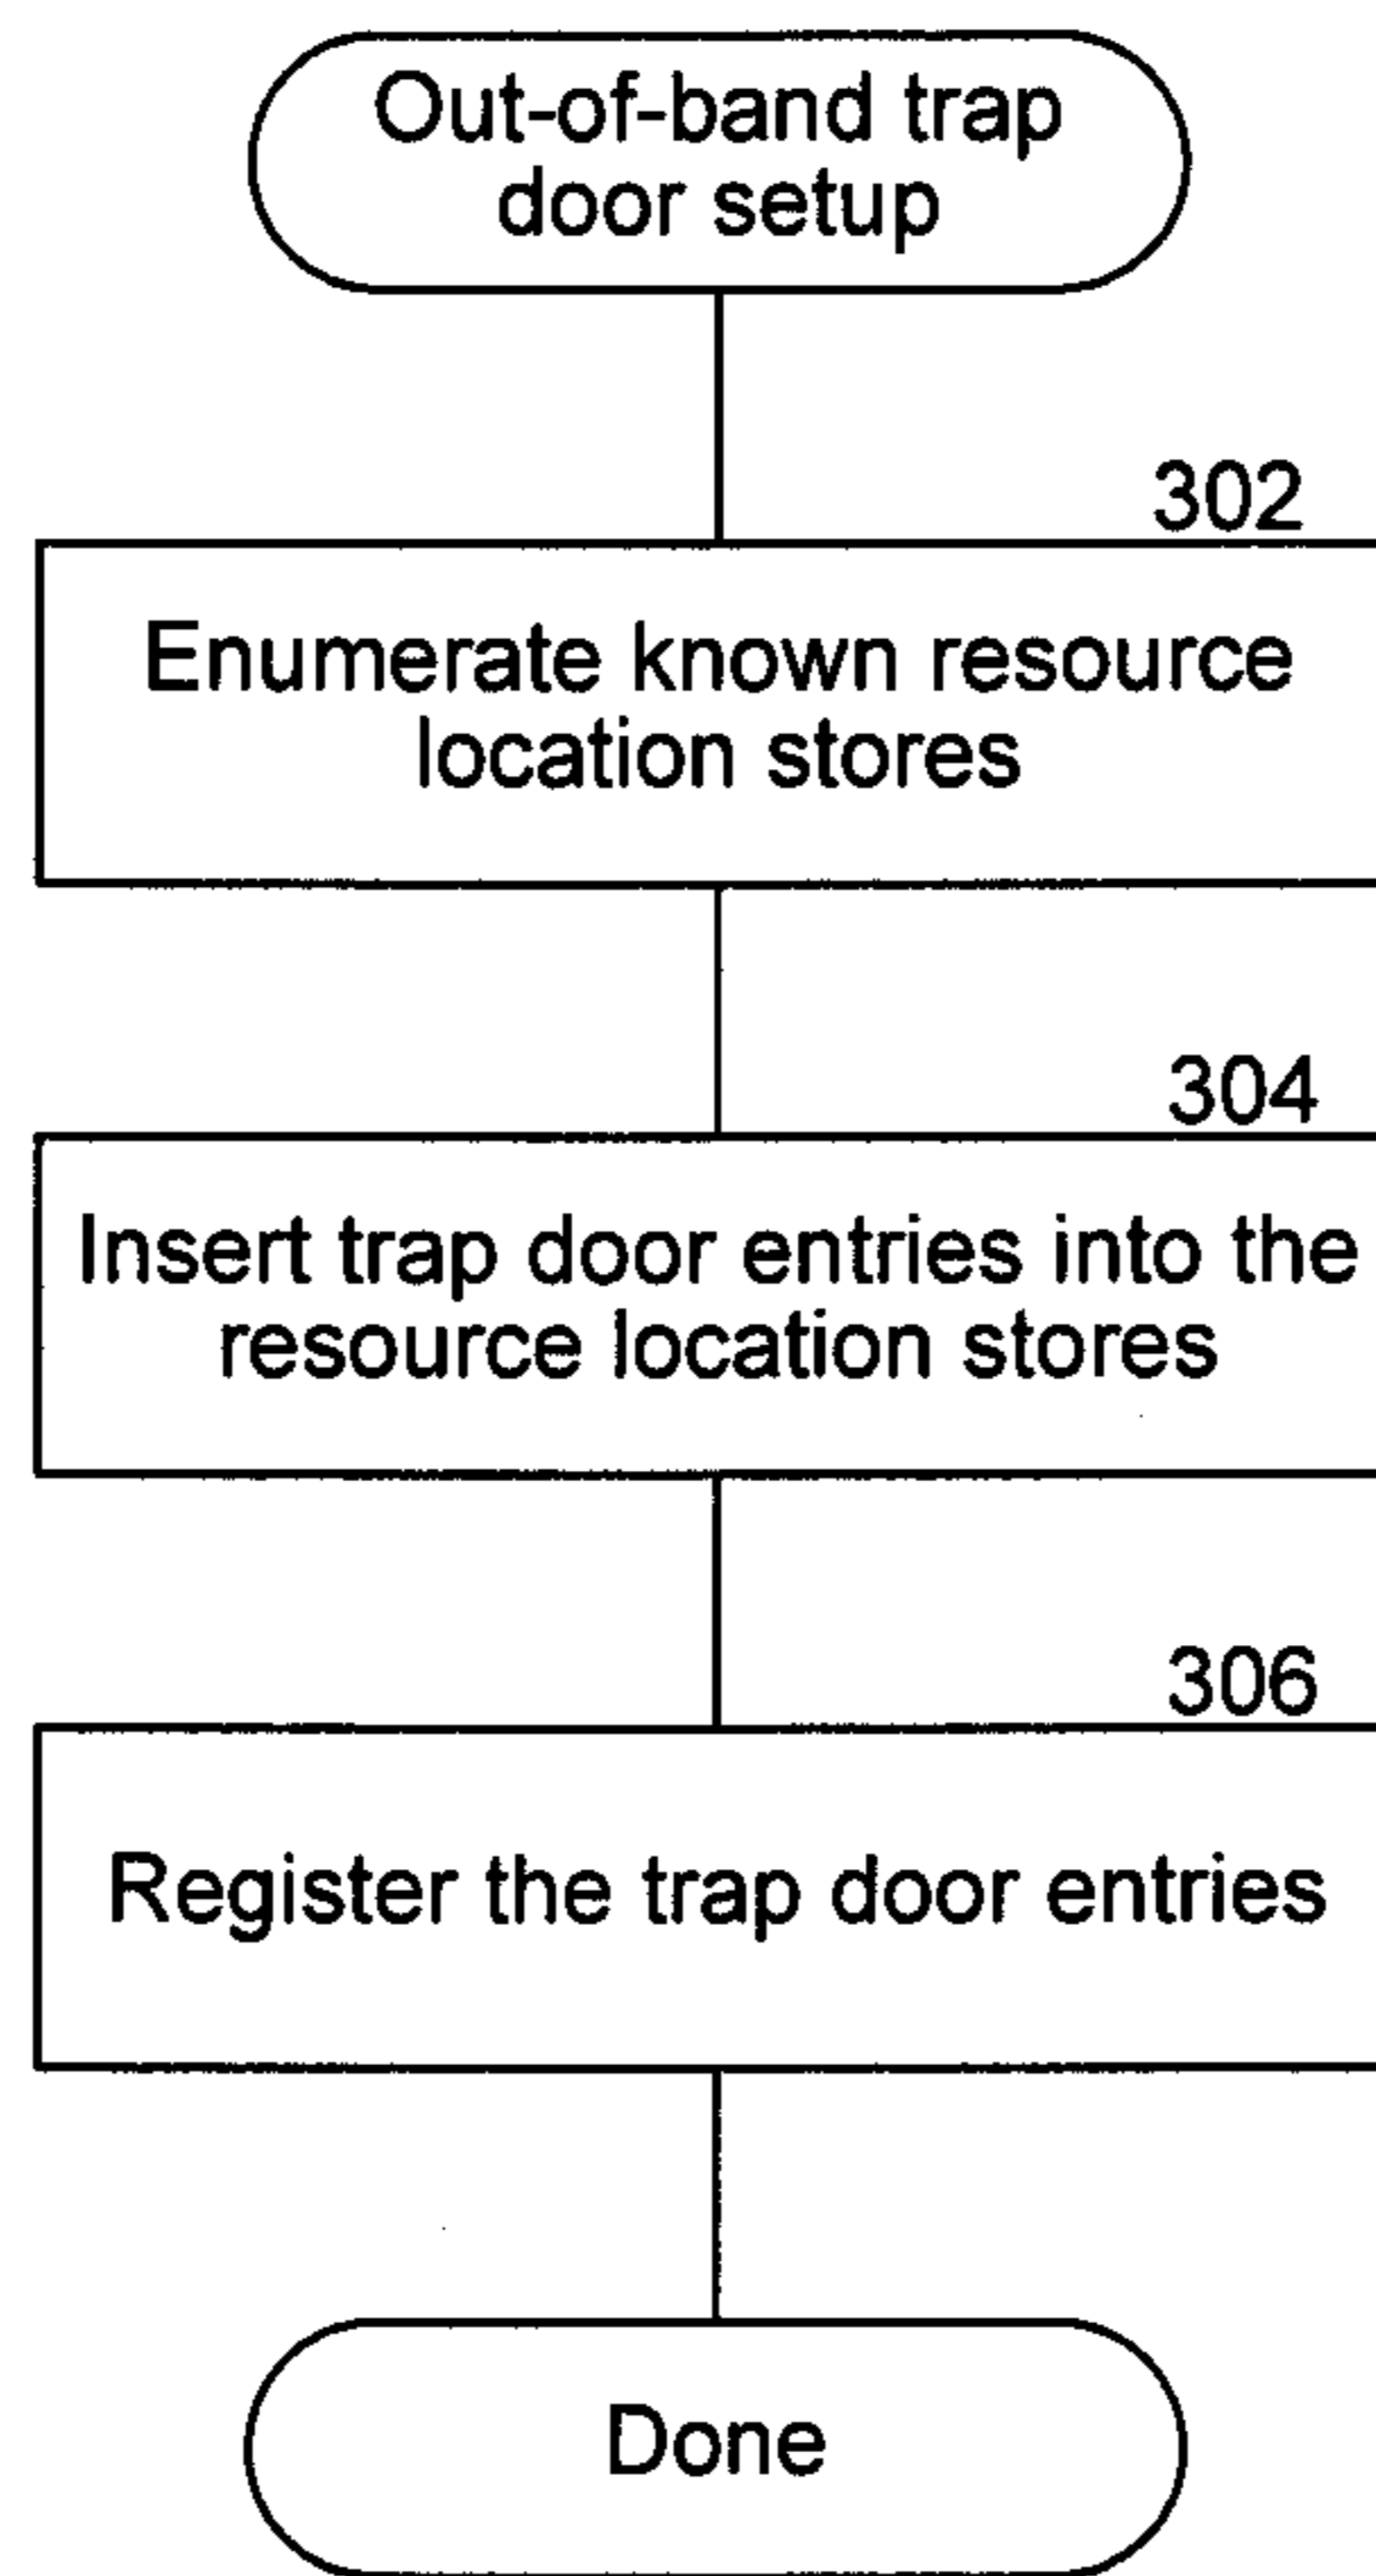 Out-of-band trap
door setup
302
Enumerate known resource
location stores
304
Insert trap door entries into the
resource location stores
306
Register the trap door entries
Done